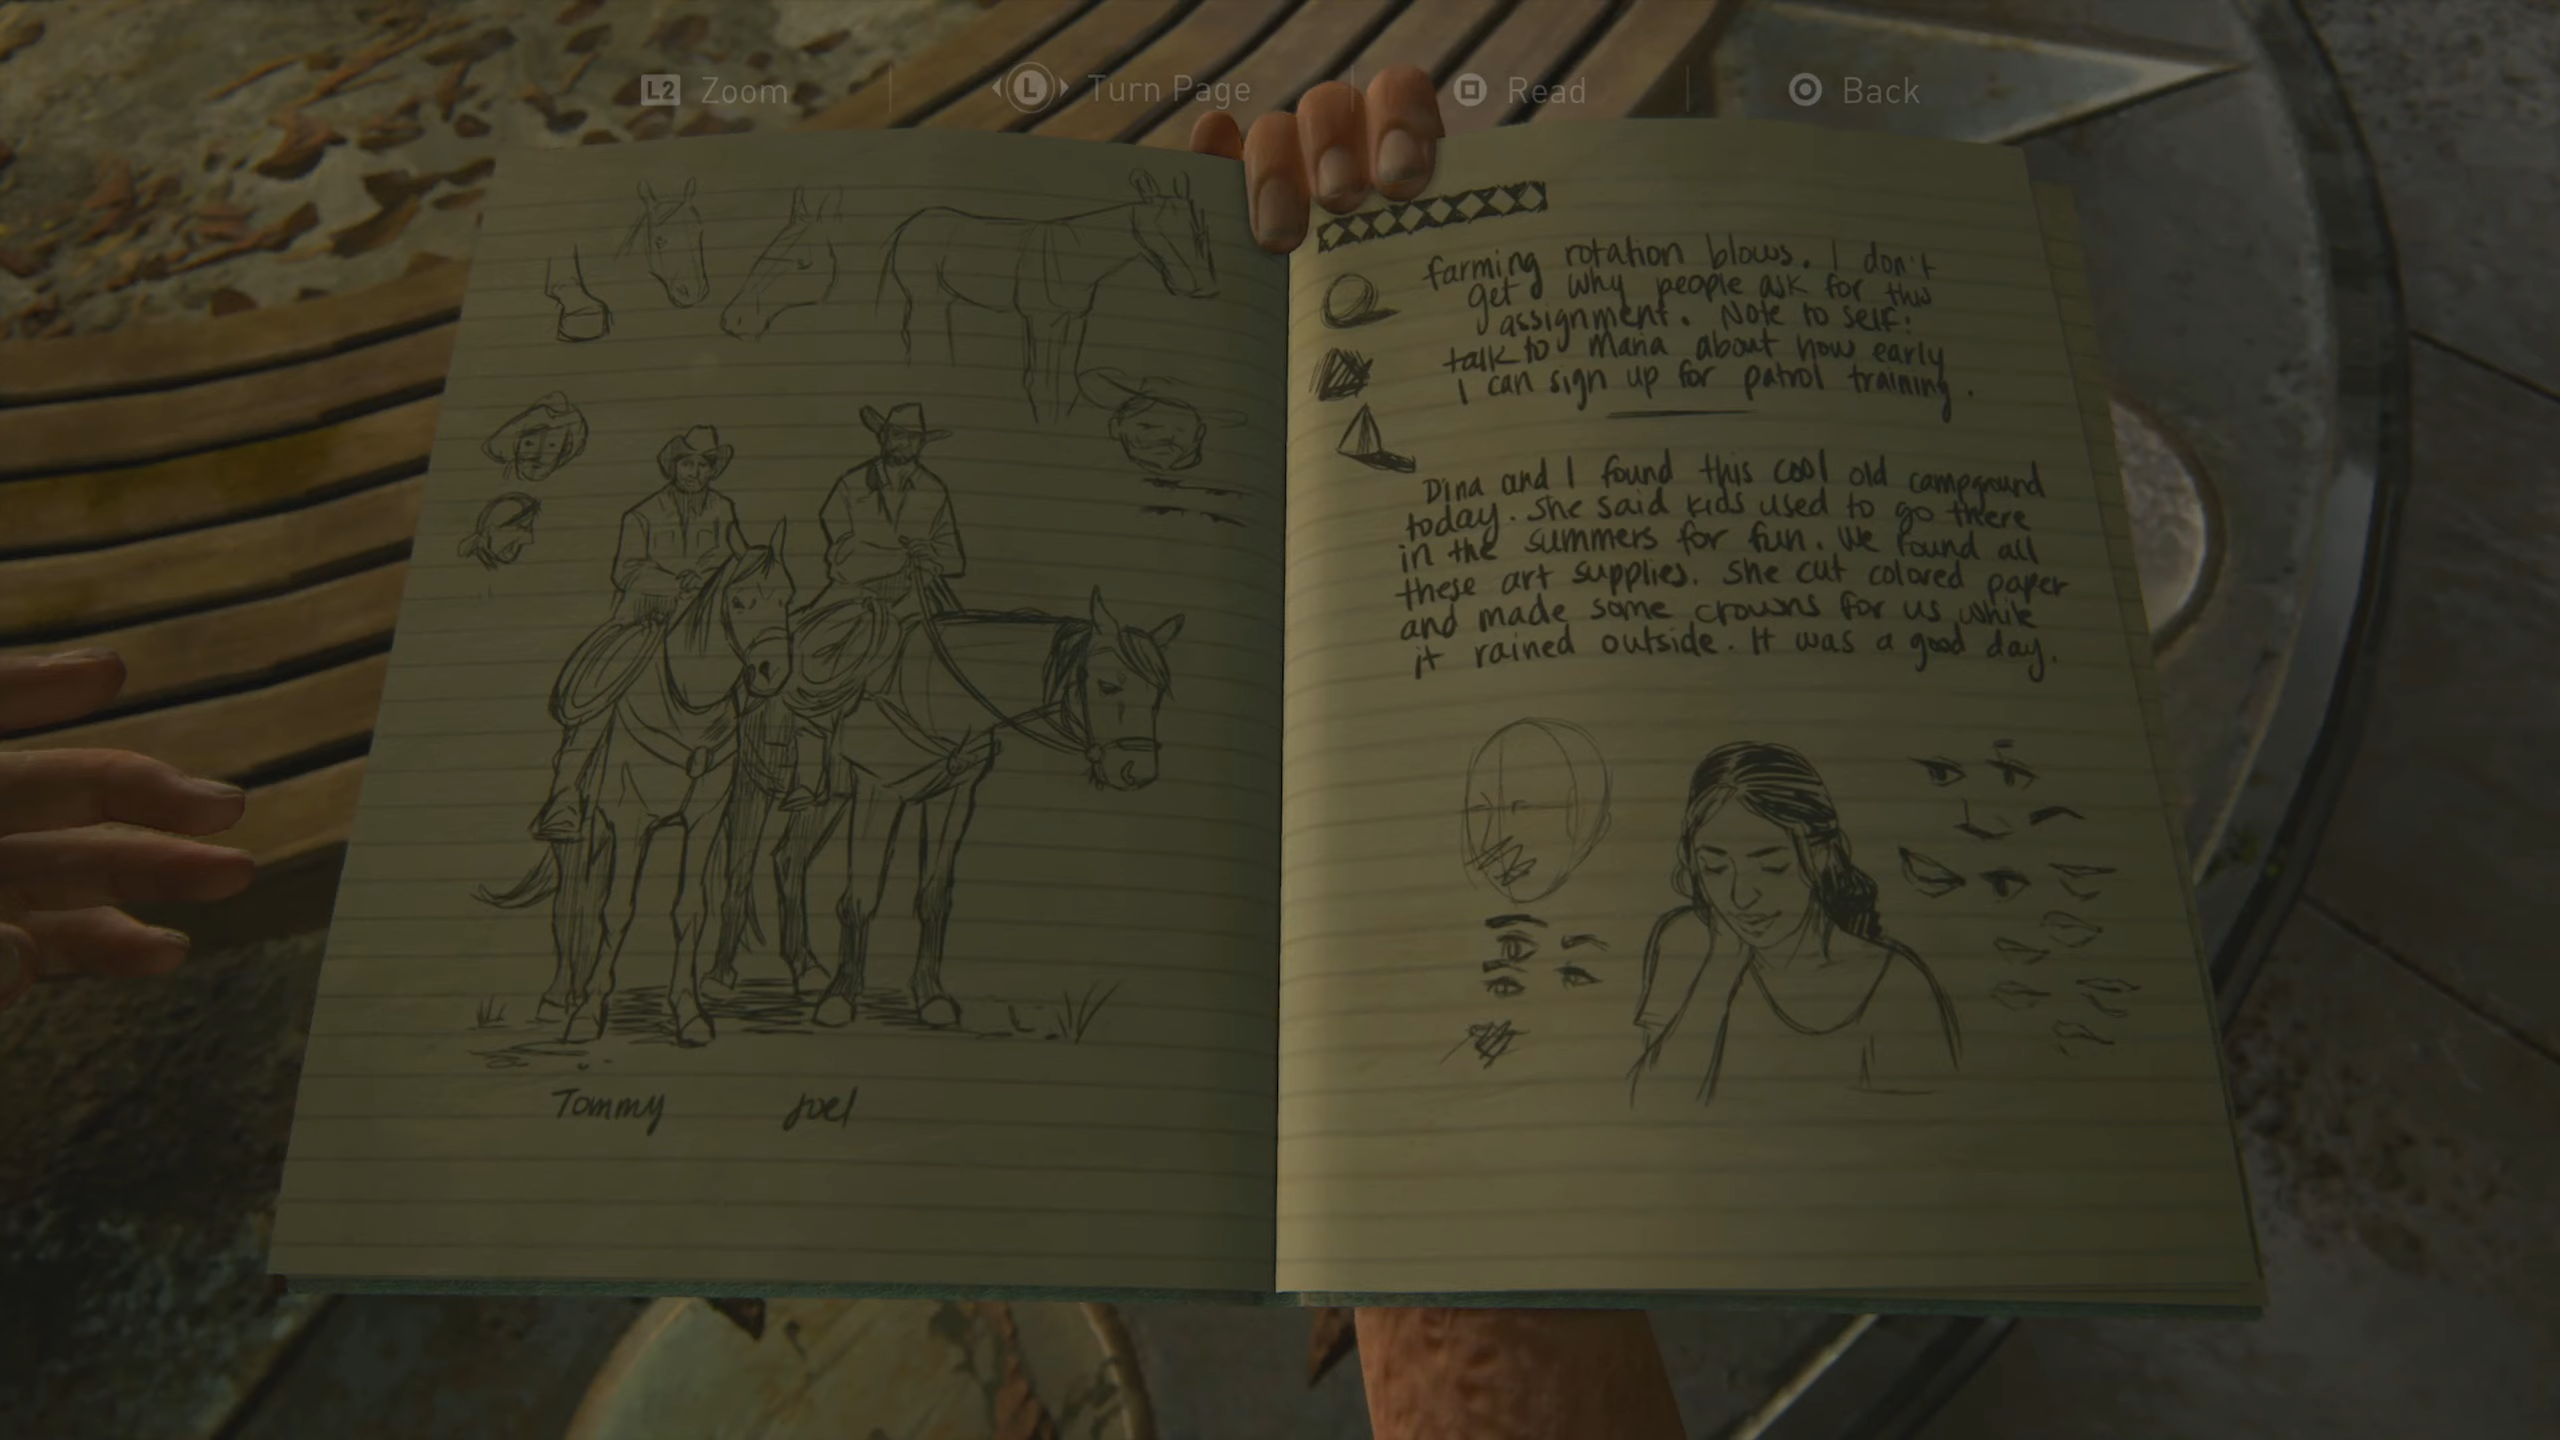 L2 Zoom
L Turn Page
Read
Back
Tommy
Joel
farming rotation blows. I don't
get why people ask for this
assignment. Note to self:
talk to Maria about how early
I can sign up for patrol training.
Dina and I found this cool old campground
today. She said kids used to go there
in the summers for fun. We found all
these art supplies. She cut colored paper
and made some crowns for us while
it rained outside. It was a good day.